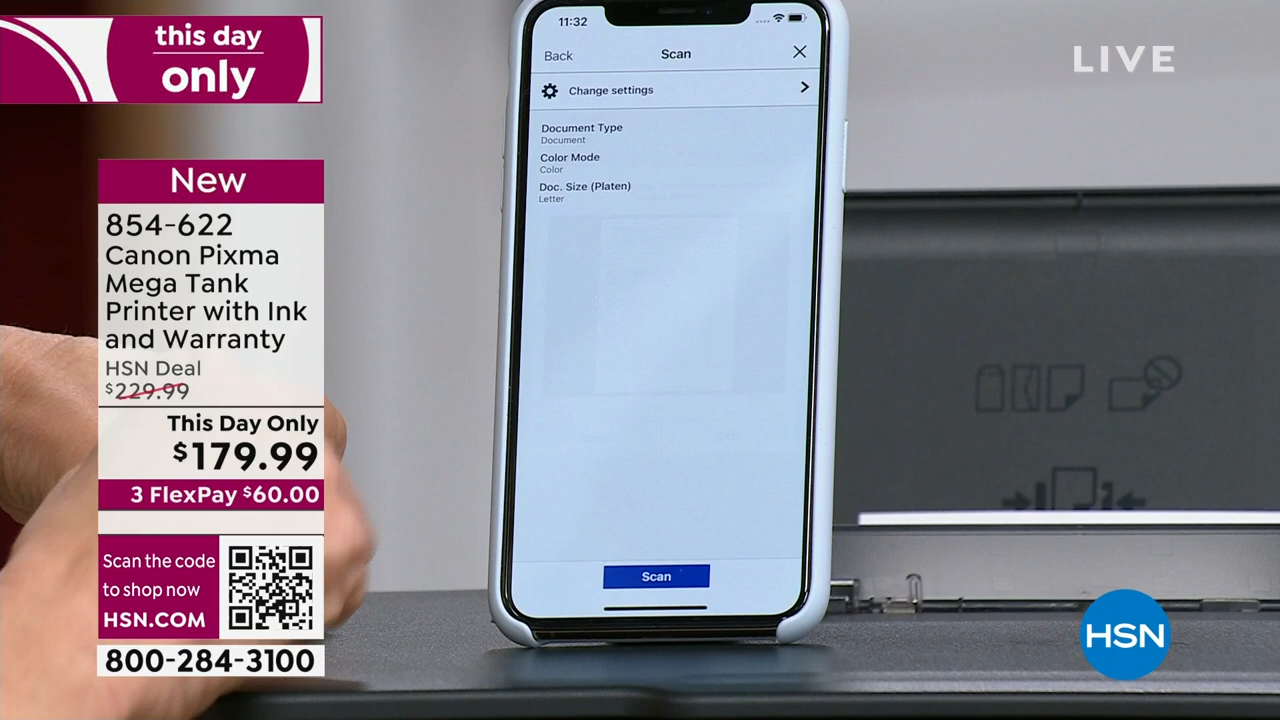 this day
only
New
854-622
Canon Pixma
Mega Tank
Printer with Ink
and Warranty
HSN Deal
$229.99
This Day Only
$179.99
3 FlexPay $60.00
Scan the code
to shop now
HSN.COM
800-284-3100
11:32
Back
Scan
Change settings
Document Type
Document
Color Mode
Color
Doc. Size (Platen)
Letter
Scan
LIVE
HSN